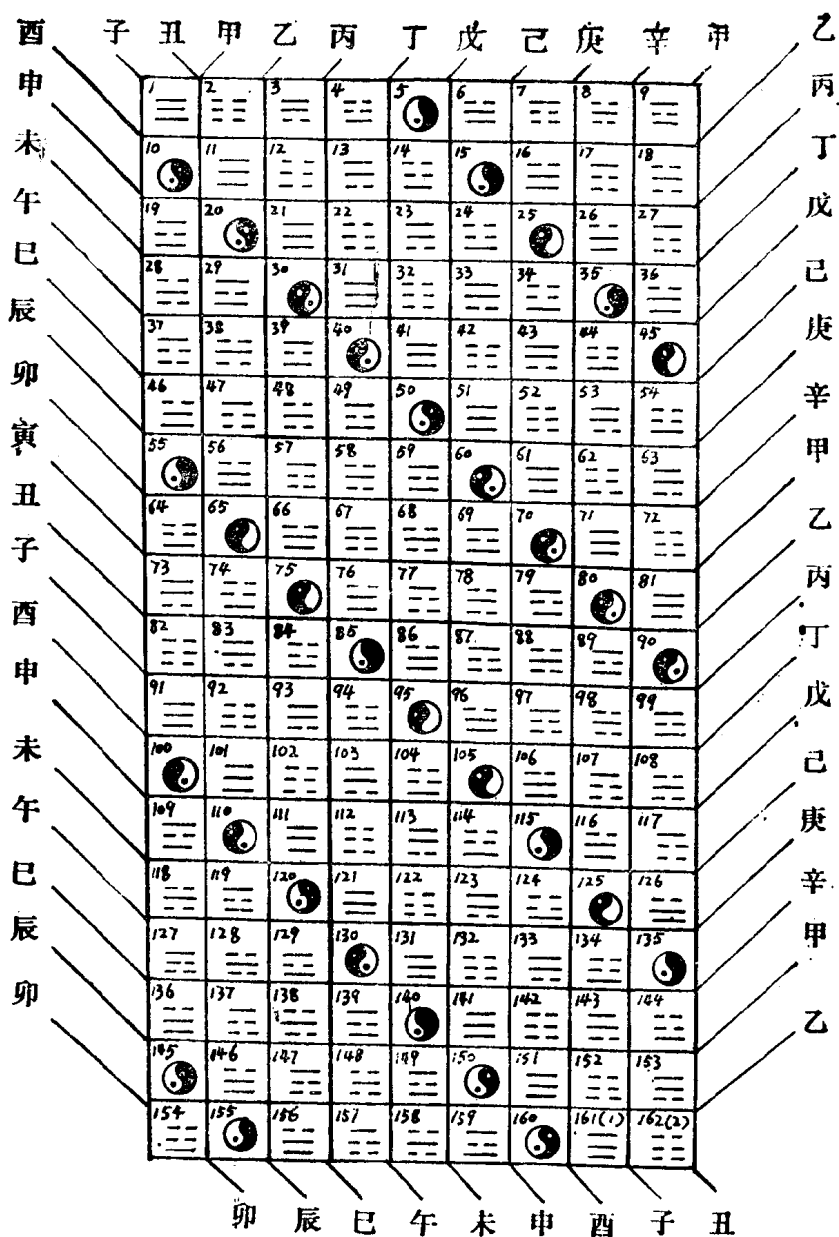 酉 子 丑 甲 乙 丙 丁 戊 己 庚 辛 甲 乙
申 1 2 3 4 5 6 7 8 9 丙
未 10 11 12 13 14 15 16 17 18 丁
午 19 20 21 22 23 24 25 26 27 戊
巳 28 29 30 31 32 33 34 35 36 己
辰 37 38 39 40 41 42 43 44 45 庚
卯 46 47 48 49 50 51 52 53 54 辛
寅 55 56 57 58 59 60 61 62 63 甲
丑 64 65 66 67 68 69 70 71 72 乙
子 73 74 75 76 77 78 79 80 81 丙
酉 82 83 84 85 86 87 88 89 90 丁
申 91 92 93 94 95 96 97 98 99 戊
未 100 101 102 103 104 105 106 107 108 己
午 109 110 111 112 113 114 115 116 117 庚
巳 118 119 120 121 122 123 124 125 126 辛
辰 127 128 129 130 131 132 133 134 135 甲
卯 136 137 138 139 140 141 142 143 144 乙
145 146 147 148 149 150 151 152 153
154 155 156 157 158 159 160 161(1) 162(2)
卯 辰 巳 午 未 申 酉 子 丑